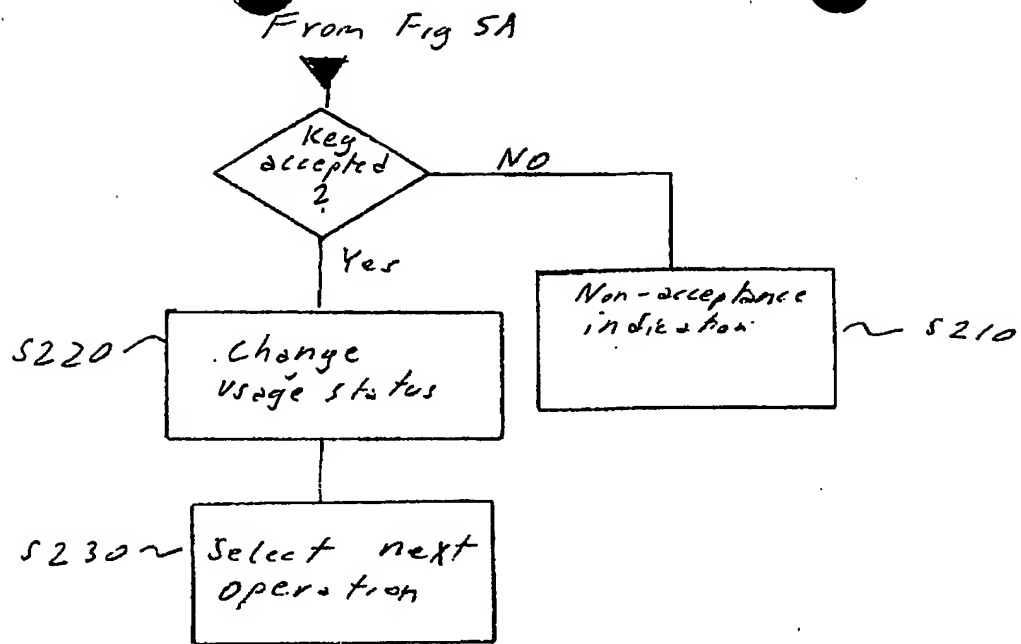 From Fig 5A
Key
accepted
?
NO
Yes
Non-acceptance
indication
S210
S220
Change
usage status
S230
Select next
operation